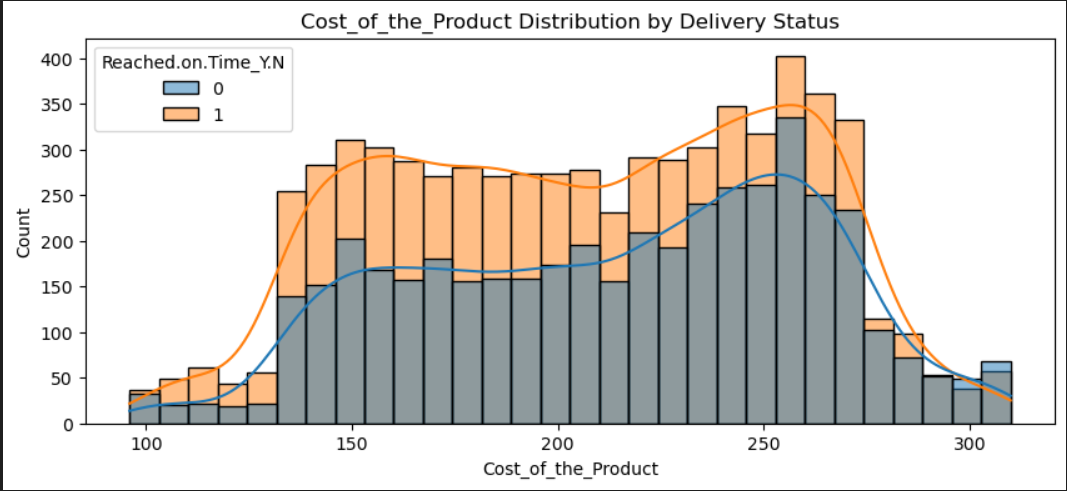 Cost_of_the_Product Distribution by Delivery Status
Reached.on.Time_Y.N
0
1
400
350
300
250
200
150
100
50
0
Count
100 150 200 250 300
Cost_of_the_Product